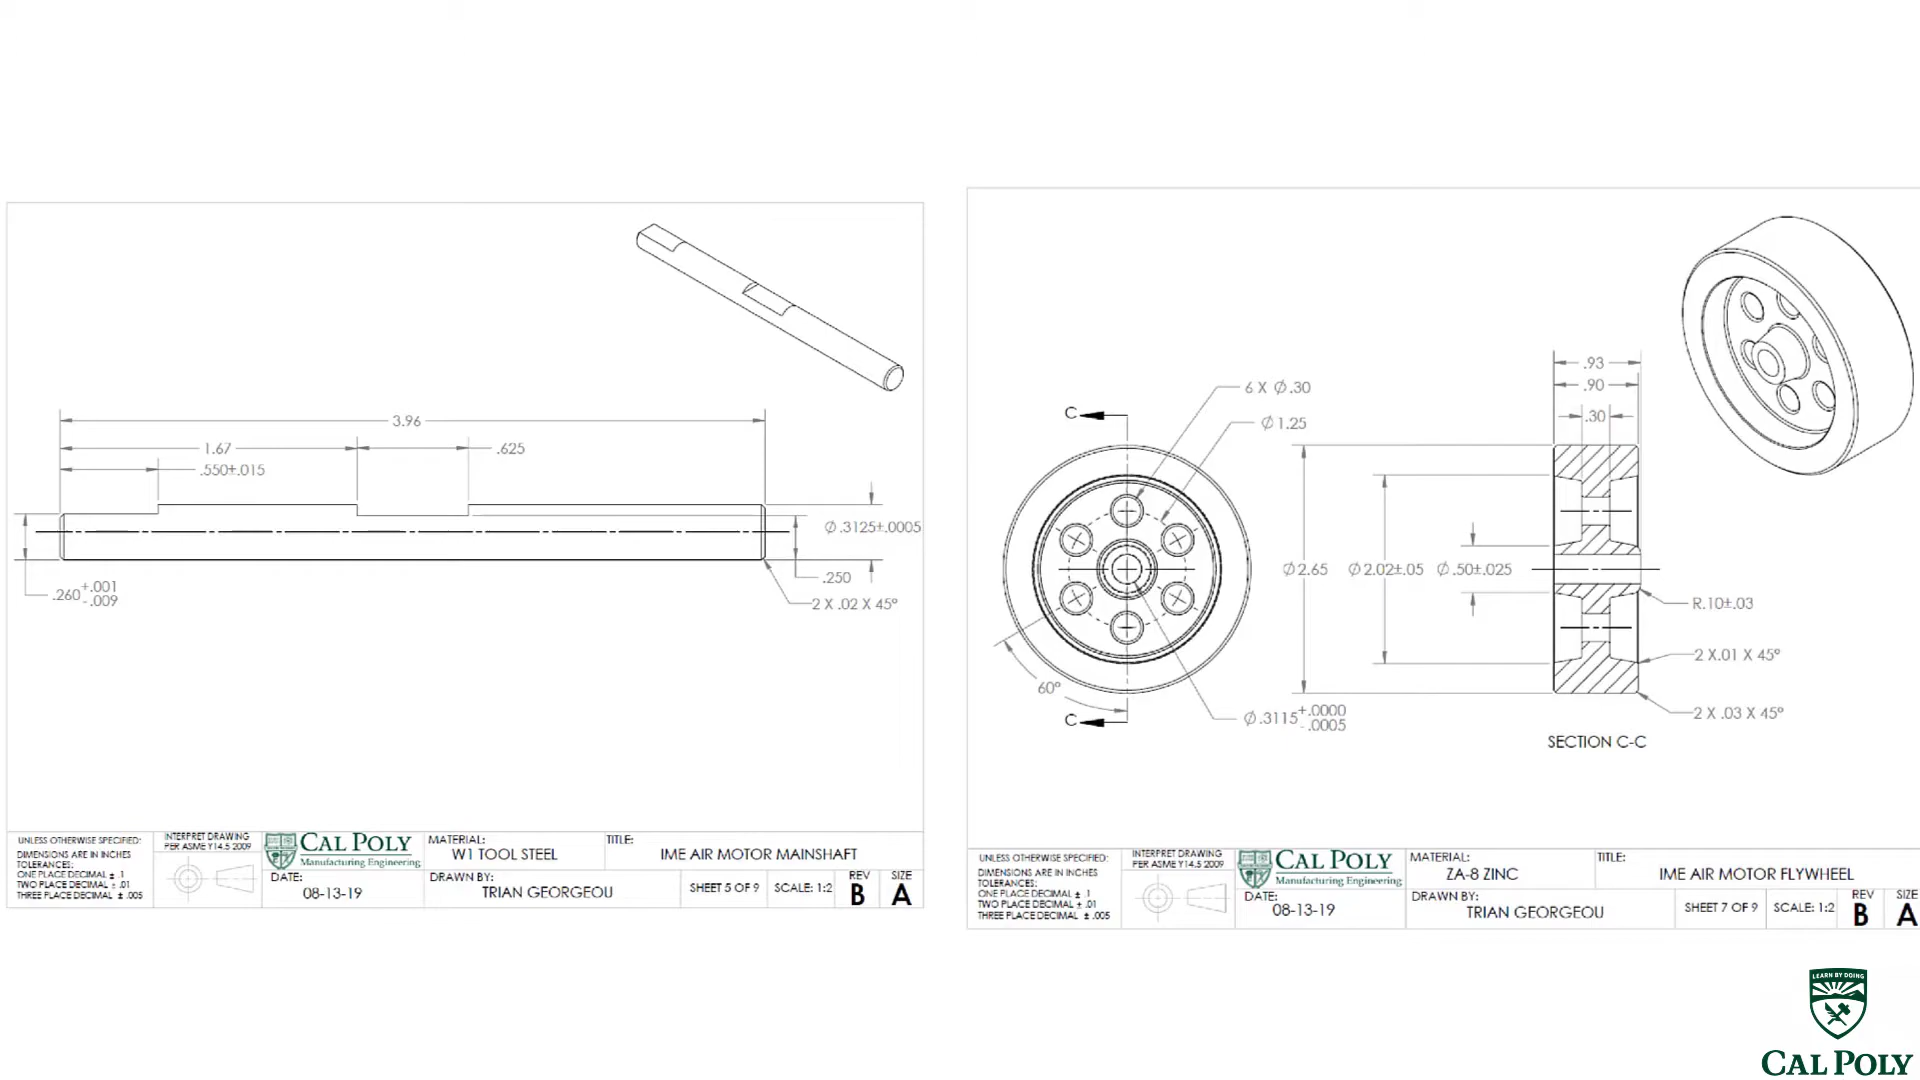 3.96
1.67
.625
.550±.015
Ø.3125±.0005
.260+.001
-.009
.250
2 X .02 X 45°
UNLESS OTHERWISE SPECIFIED:
DIMENSIONS ARE IN INCHES
TOLERANCES:
ONE PLACE DECIMAL ± .1
TWO PLACE DECIMAL ± .01
THREE PLACE DECIMAL ± .005
INTERPRET DRAWING
PER ASME Y14.5 2009
CAL POLY
Manufacturing Engineering
DATE:
08-13-19
MATERIAL:
W1 TOOL STEEL
TITLE:
IME AIR MOTOR MAINSHAFT
DRAWN BY:
TRIAN GEORGEOU
SHEET 5 OF 9
SCALE: 1:2
REV
B
SIZE
A
6 X Ø.30
Ø1.25
C
60°
C
Ø.3115+.0000
-.0005
Ø2.65
Ø2.02±.05
Ø.50±.025
.93
.90
.30
R.10±.03
2 X.01 X 45°
2 X .03 X 45°
SECTION C-C
UNLESS OTHERWISE SPECIFIED:
DIMENSIONS ARE IN INCHES
TOLERANCES:
ONE PLACE DECIMAL ± .1
TWO PLACE DECIMAL ± .01
THREE PLACE DECIMAL ± .005
INTERPRET DRAWING
PER ASME Y14.5 2009
CAL POLY
Manufacturing Engineering
DATE:
08-13-19
MATERIAL:
ZA-8 ZINC
TITLE:
IME AIR MOTOR FLYWHEEL
DRAWN BY:
TRIAN GEORGEOU
SHEET 7 OF 9
SCALE: 1:2
REV
B
SIZE
A
LEARN BY DOING
CAL POLY